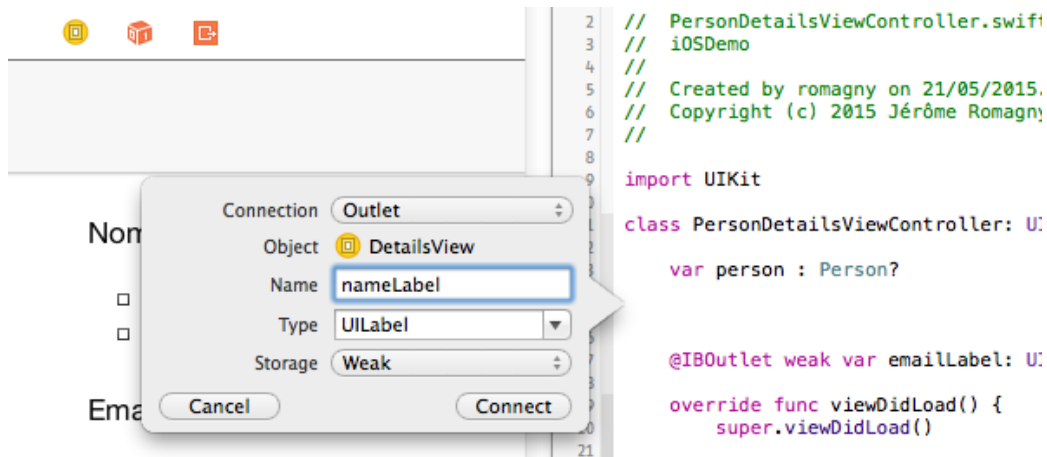 Nom
Connection Outlet
Object DetailsView
Name nameLabel
Type UILabel
Storage Weak
Cancel Connect
Ema
2 // PersonDetailsViewController.swift
3 // iOSDemo
4 //
5 // Created by romagny on 21/05/2015.
6 // Copyright (c) 2015 Jérôme Romagny
7 //
8
9 import UIKit
class PersonDetailsViewController: UI
var person : Person?
@IBOutlet weak var emailLabel: UI
override func viewDidLoad() {
20 super.viewDidLoad()
21